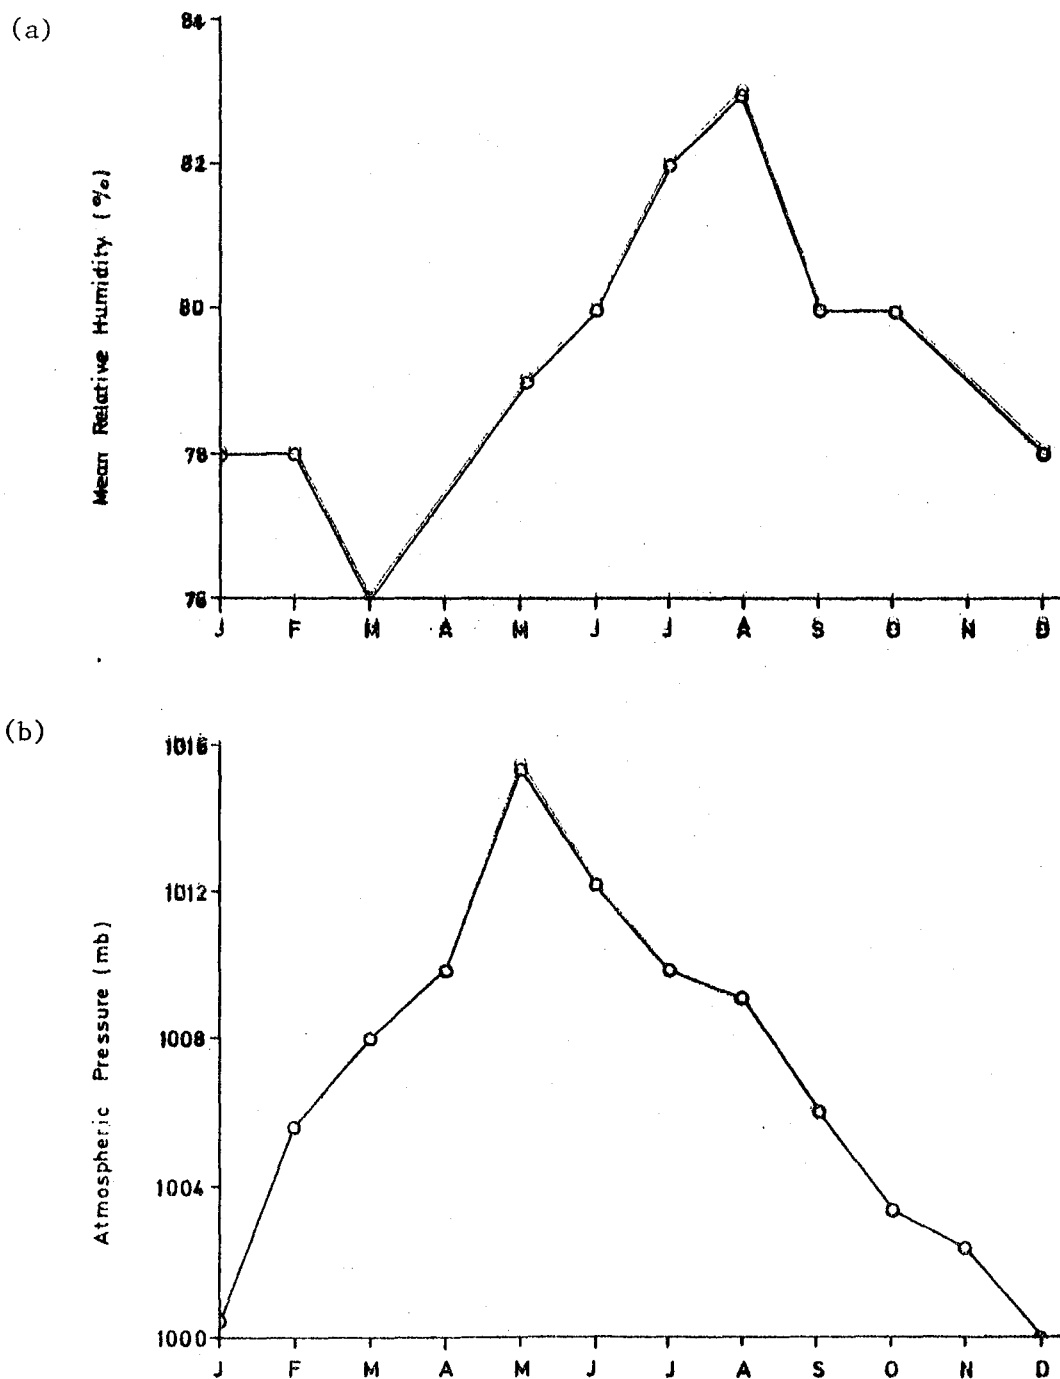 (a)
Mean Relative Humidity (%)
84
82
80
78
76
J F M A M J J A S O N D
(b)
Atmospheric Pressure (mb)
1016
1012
1008
1004
1000
J F M A M J J A S O N D